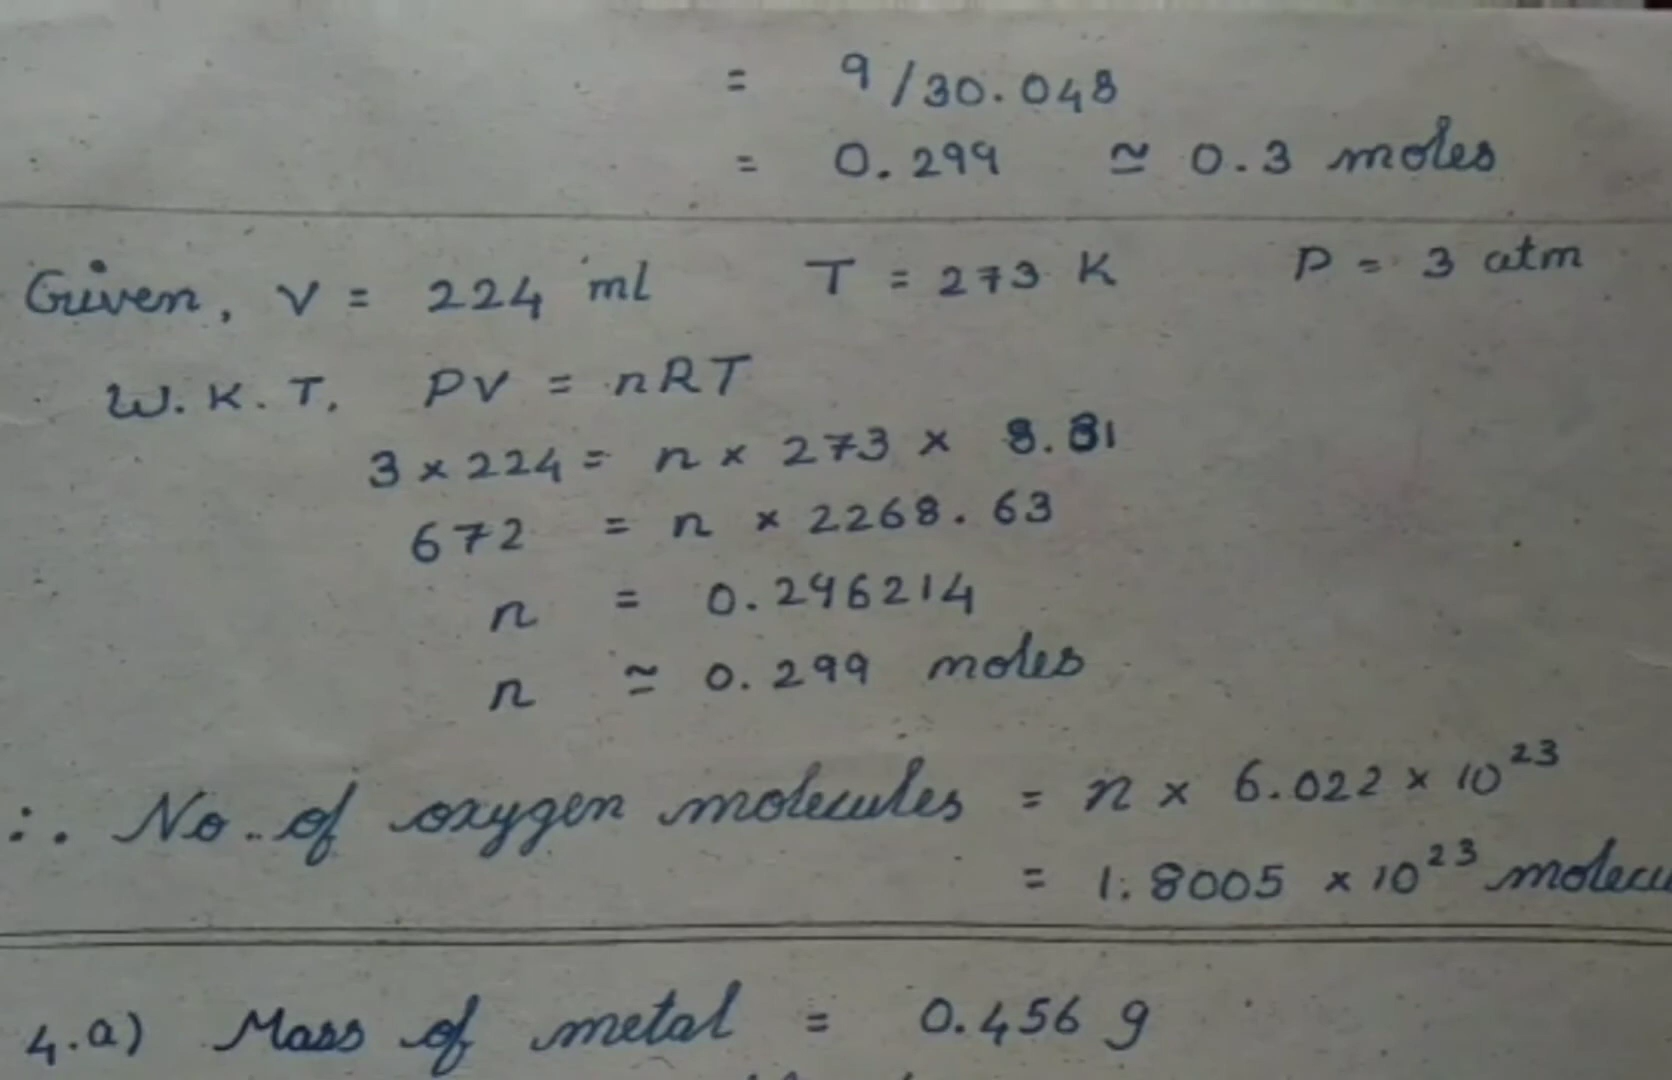 = 9/30.048
= 0.299 ≃ 0.3 moles
Given, V = 224 ml T = 273 K P = 3 atm
W.K.T. PV = nRT
3 × 224 = n × 273 × 8.31
672 = n × 2268.63
n = 0.296214
n ≃ 0.299 moles
∴ No. of oxygen molecules = n × 6.022 × 10²³
= 1.8005 × 10²³ molecu
4.a) Mass of metal = 0.456 g